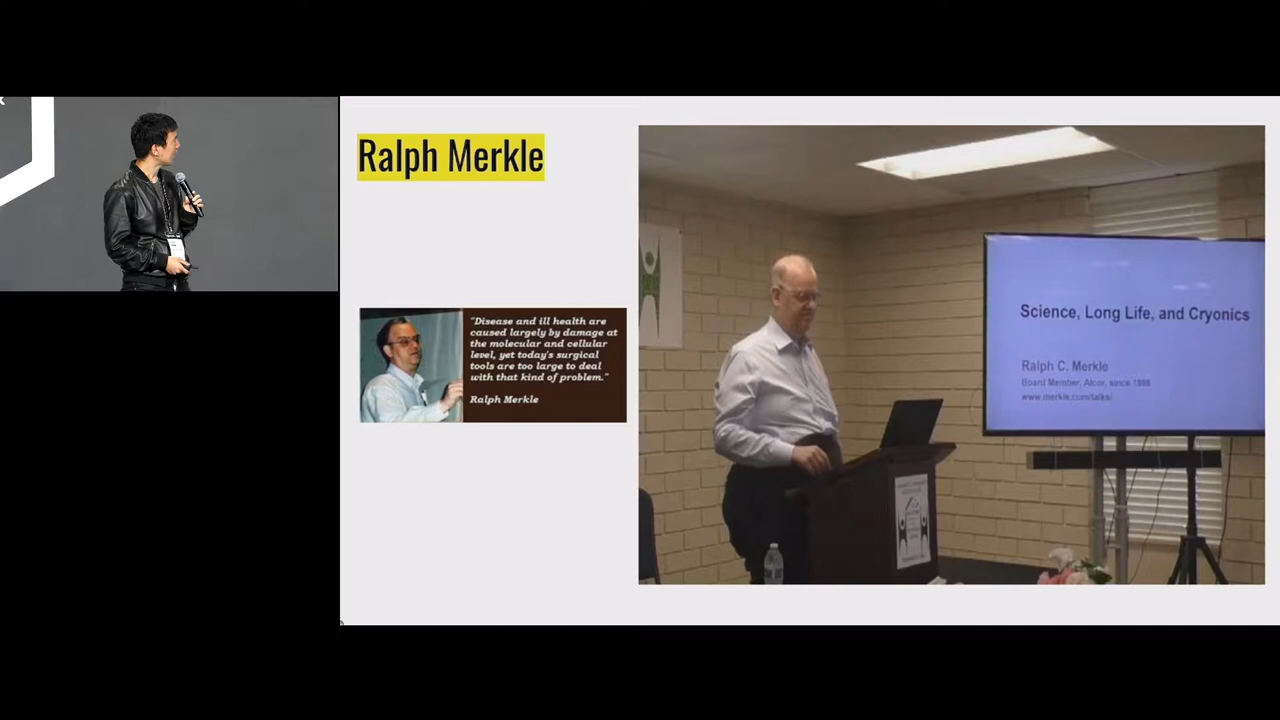 Ralph Merkle
"Disease and ill health are
caused largely by damage at
the molecular and cellular
level, yet today's surgical
tools are too large to deal
with that kind of problem."
Ralph Merkle
Science, Long Life, and Cryonics
Ralph C. Merkle
Board Member, Alcor, since 1998
www.merkle.com/talks/